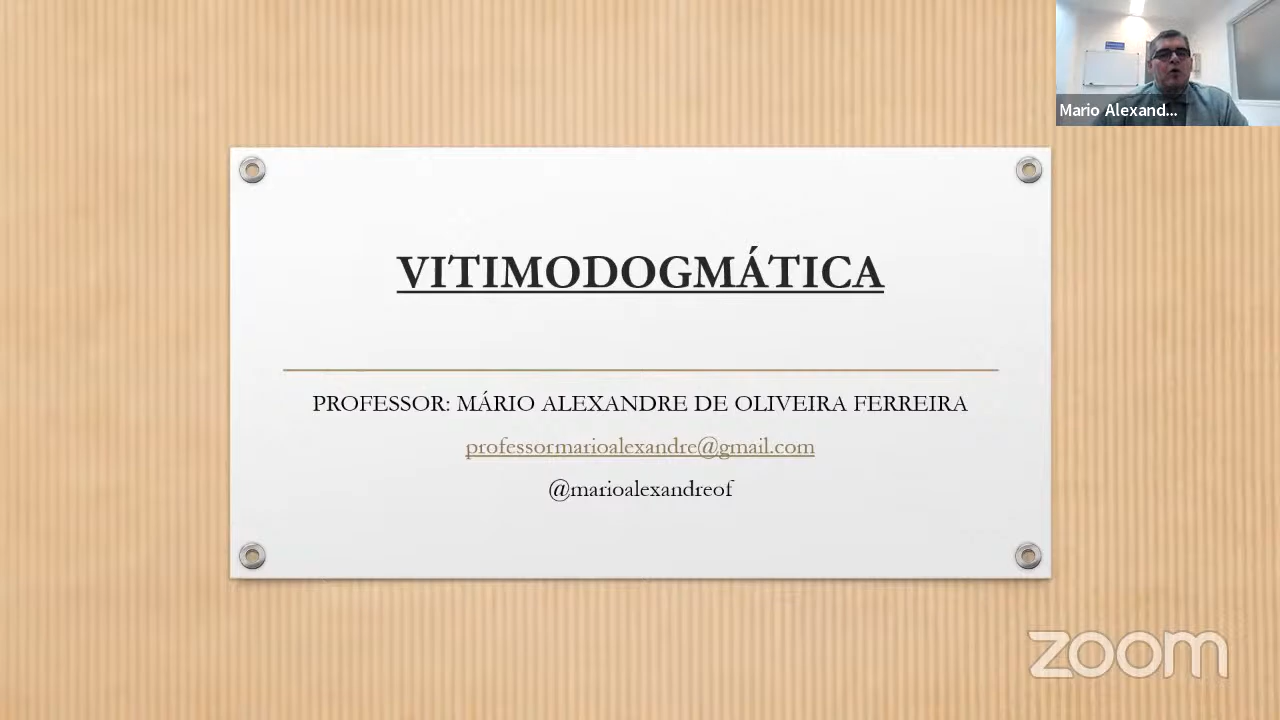 Mario Alexand...
VITIMODOGMÁTICA
PROFESSOR: MÁRIO ALEXANDRE DE OLIVEIRA FERREIRA
professormarioalexandre@gmail.com
@marioalexandreof
zoom